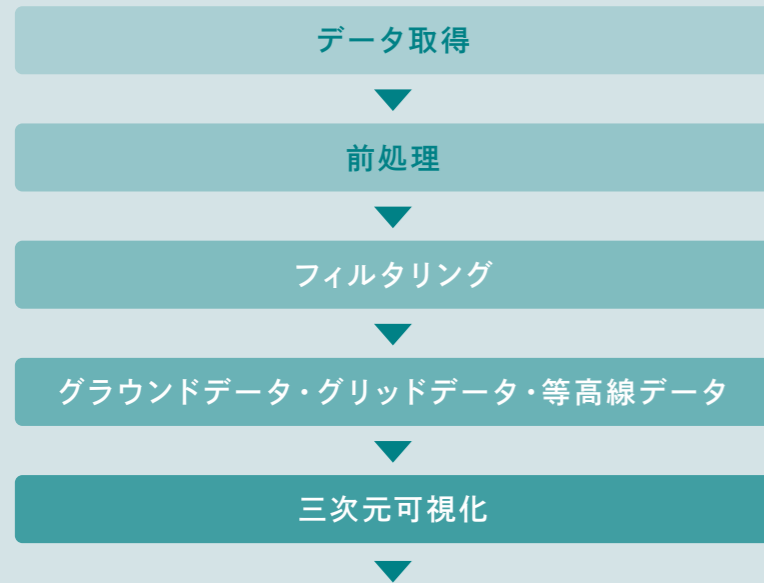 データ取得
前処理
フィルタリング
グラウンドデータ・グリッドデータ・等高線データ
三次元可視化